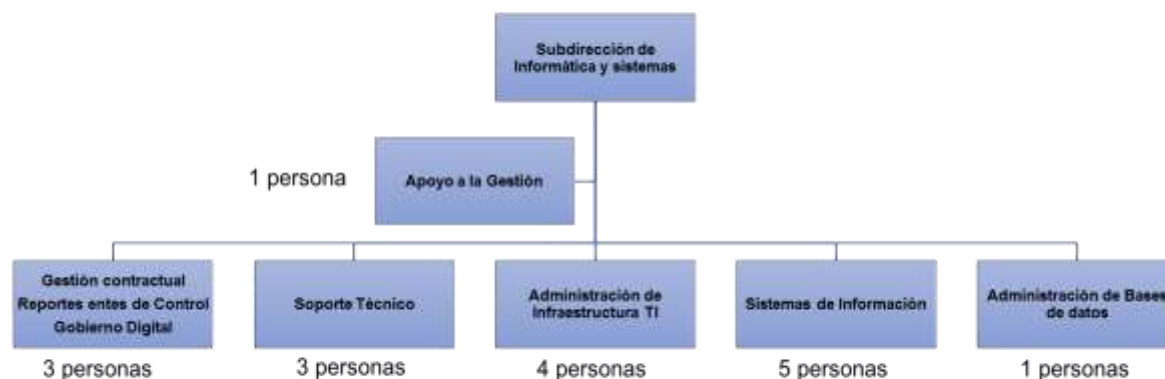 Subdirección de
Informática y sistemas
1 persona
Apoyo a la Gestión
Gestión contractual
Reportes entes de Control
Gobierno Digital
Soporte Técnico
Administración de
Infraestructura TI
Sistemas de Información
Administración de Bases
de datos
3 personas
3 personas
4 personas
5 personas
1 personas